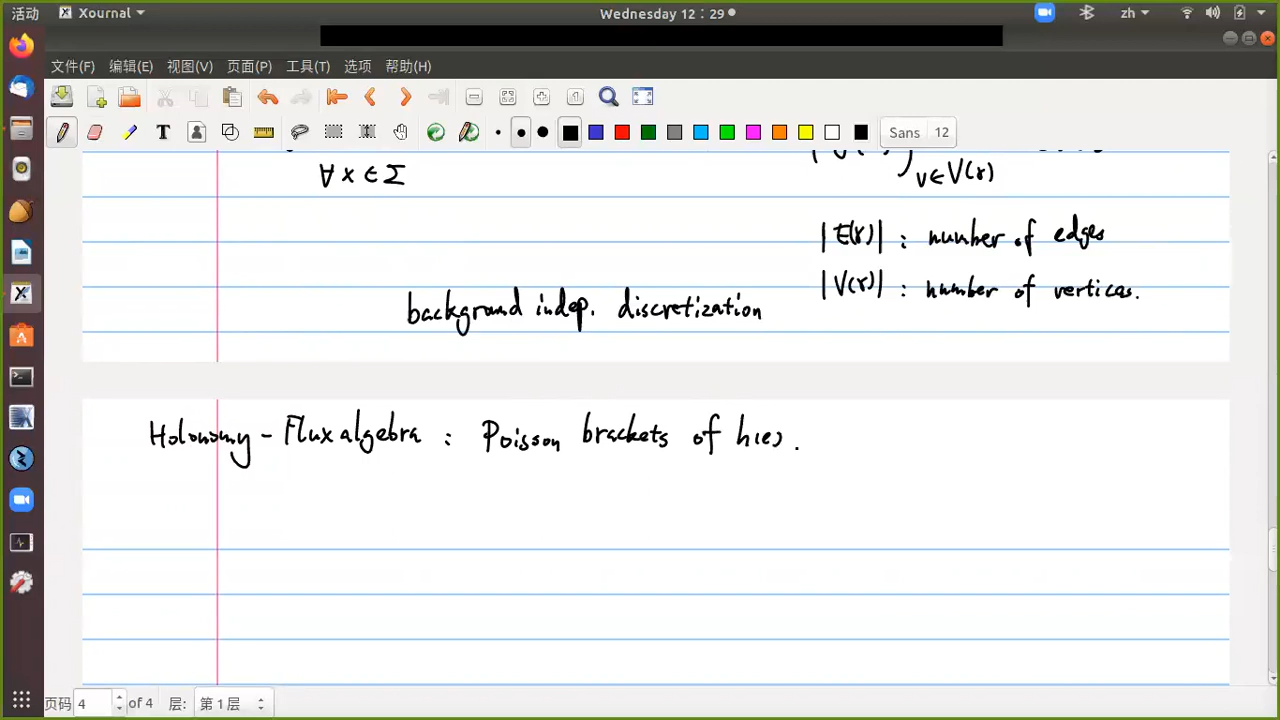 活动 Xournal Wednesday 12：29 zh
文件(F) 编辑(E) 视图(V) 页面(P) 工具(T) 选项 帮助(H)
Sans 12
∀ x ∈ Σ
v∈V(γ)
|E(γ)| : number of edges
|V(γ)| : number of vertices.
background indep. discretization
Holonomy - Flux algebra : Poisson brackets of h(e) .
页码 4 of 4 层: 第 1 层